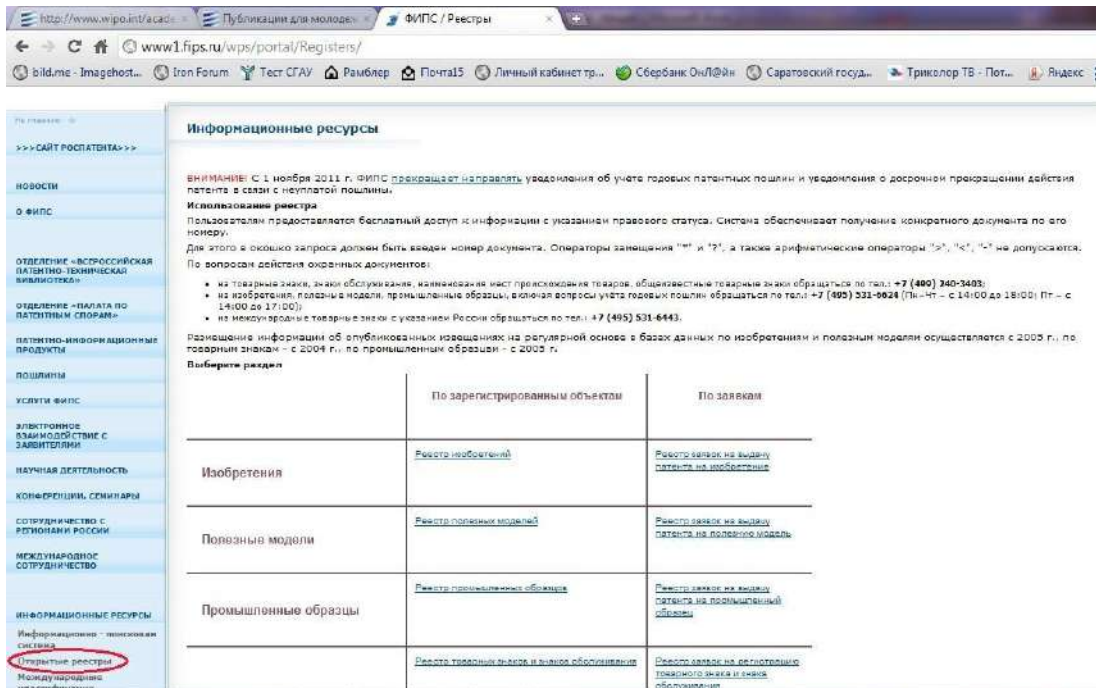 http://www.wipo.int/acade
Публикации для молодеж
ФИПС / Реестры
www1.fips.ru/wps/portal/Registers/
bild.me - Imagehost...
Iron Forum
Тест СГАУ
Рамблер
Почта15
Личный кабинет тр...
Сбербанк ОнЛ@йн
Саратовский госуд...
Триколор ТВ - Пот...
Яндекс
>>>САЙТ РОСПАТЕНТА>>>
НОВОСТИ
О ФИПС
ОТДЕЛЕНИЕ «ВСЕРОССИЙСКАЯ
ПАТЕНТНО-ТЕХНИЧЕСКАЯ
БИБЛИОТЕКА»
ОТДЕЛЕНИЕ «ПАЛАТА ПО
ПАТЕНТНЫМ СПОРАМ»
ПАТЕНТНО-ИНФОРМАЦИОННЫЕ
ПРОДУКТЫ
ПОШЛИНЫ
УСЛУГИ ФИПС
ЭЛЕКТРОННОЕ
ВЗАИМОДЕЙСТВИЕ С
ЗАЯВИТЕЛЯМИ
НАУЧНАЯ ДЕЯТЕЛЬНОСТЬ
КОНФЕРЕНЦИИ, СЕМИНАРЫ
СОТРУДНИЧЕСТВО С
РЕГИОНАМИ РОССИИ
МЕЖДУНАРОДНОЕ
СОТРУДНИЧЕСТВО
ИНФОРМАЦИОННЫЕ РЕСУРСЫ
Информационно - поисковая
система
Открытые реестры
Международные
Информационные ресурсы
ВНИМАНИЕ! С 1 ноября 2011 г. ФИПС прекращает направлять уведомления об учете годовых патентных пошлин и уведомления о досрочном прекращении действия
патента в связи с неуплатой пошлины.
Использование реестра
Пользователям предоставляется бесплатный доступ к информации с указанием правового статуса. Система обеспечивает получение конкретного документа по его
номеру.
Для этого в окошко запроса должен быть введен номер документа. Операторы замещения "*" и "?", а также арифметические операторы ">", "<", "-" не допускаются.
По вопросам действия охранных документов:
• на товарные знаки, знаки обслуживания, наименования мест происхождения товаров, общеизвестные товарные знаки обращаться по тел.: +7 (499) 240-3403;
• на изобретения, полезные модели, промышленные образцы, включая вопросы учета годовых пошлин обращаться по тел.: +7 (495) 531-6624 (Пн-Чт – с 14:00 до 18:00; Пт – с
14:00 до 17:00);
• на международные товарные знаки с указанием России обращаться по тел.: +7 (495) 531-6443.
Размещение информации об опубликованных извещениях на регулярной основе в базах данных по изобретениям и полезным моделям осуществляется с 2005 г., по
товарным знакам – с 2004 г., по промышленным образцам – с 2005 г.
Выберите раздел
По зарегистрированным объектам
По заявкам
Изобретения
Реестр изобретений
Реестр заявок на выдачу
патента на изобретение
Полезные модели
Реестр полезных моделей
Реестр заявок на выдачу
патента на полезную модель
Промышленные образцы
Реестр промышленных образцов
Реестр заявок на выдачу
патента на промышленный
образец
Реестр товарных знаков и знаков обслуживания
Реестр заявок на регистрацию
товарного знака и знака
обслуживания